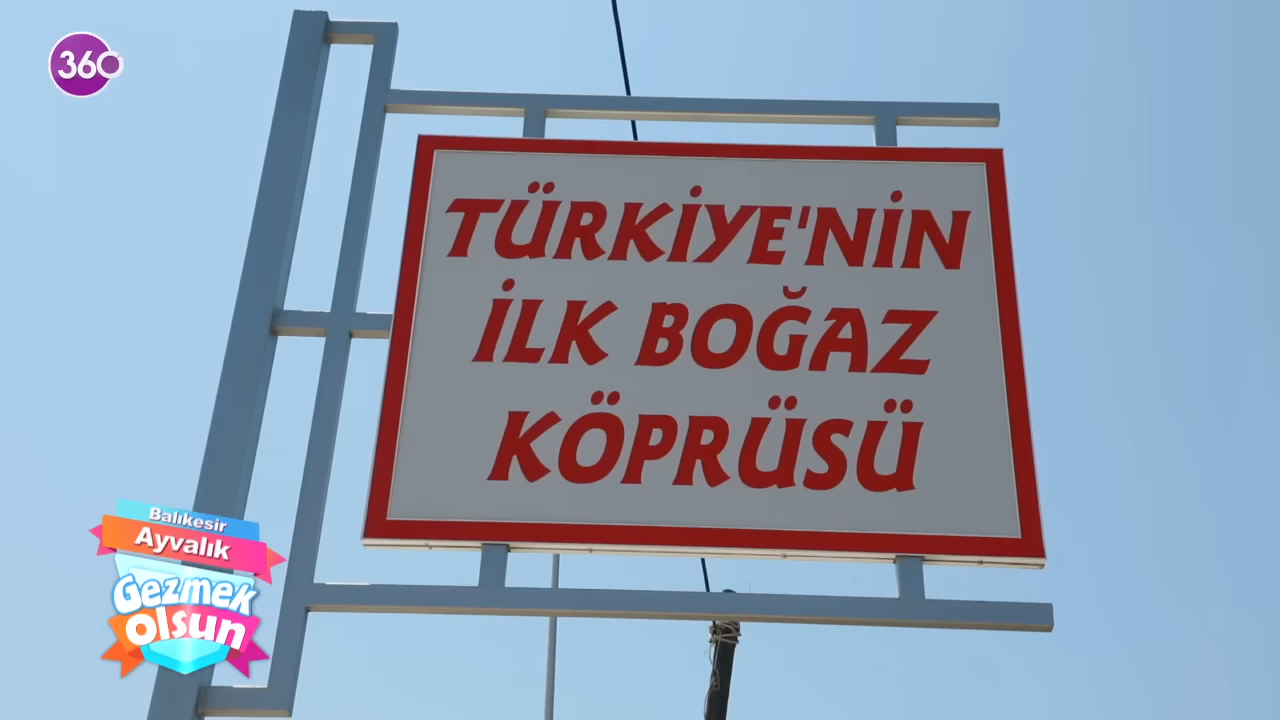 360
TÜRKİYE'NİN
İLK BOĞAZ
KÖPRÜSÜ
Balıkesir
Ayvalık
Gezmek
olsun